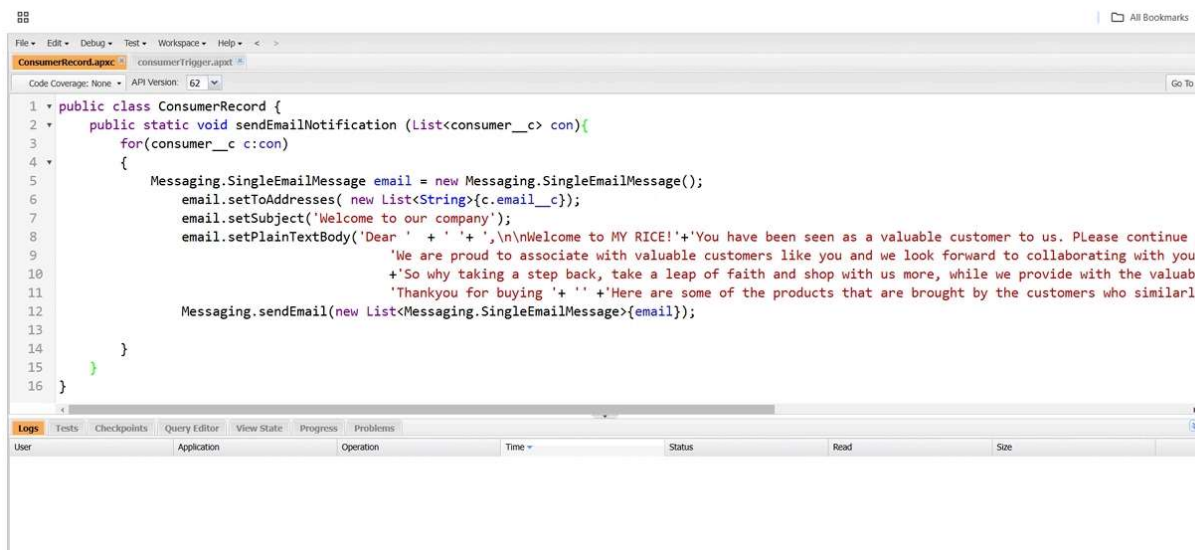 All Bookmarks
File Edit Debug Test Workspace Help < >
ConsumerRecord.apxc consumerTrigger.apxt
Code Coverage: None API Version: 62 Go To
1 public class ConsumerRecord {
2 public static void sendEmailNotification (List<consumer__c> con){
3 for(consumer__c c:con)
4 {
5 Messaging.SingleEmailMessage email = new Messaging.SingleEmailMessage();
6 email.setToAddresses( new List<String>{c.email__c});
7 email.setSubject('Welcome to our company');
8 email.setPlainTextBody('Dear ' + ' '+ ',\n\nWelcome to MY RICE!'+'You have been seen as a valuable customer to us. PLease continue
9 'We are proud to associate with valuable customers like you and we look forward to collaborating with you
10 +'So why taking a step back, take a leap of faith and shop with us more, while we provide with the valuab
11 'Thankyou for buying '+ '' +'Here are some of the products that are brought by the customers who similarl
12 Messaging.sendEmail(new List<Messaging.SingleEmailMessage>{email});
13
14 }
15 }
16 }
Logs Tests Checkpoints Query Editor View State Progress Problems
User Application Operation Time Status Read Size